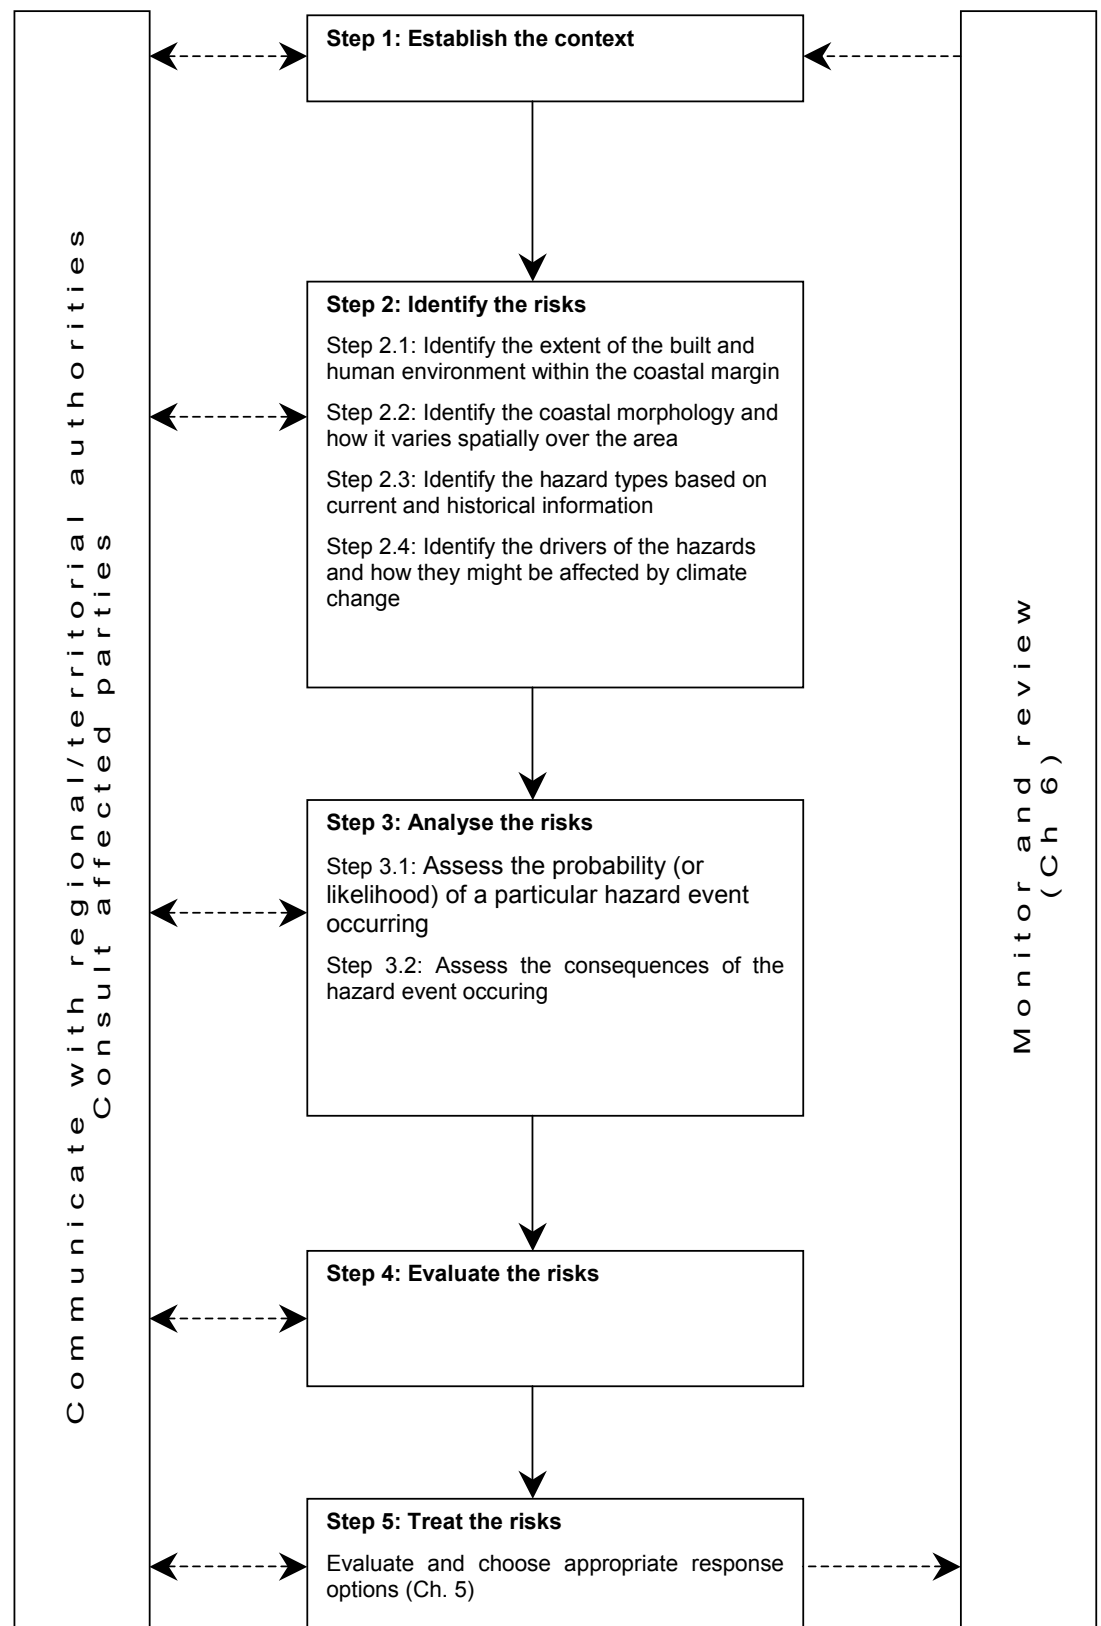 Communicate with regional/territorial authorities
Consult affected parties
Step 1: Establish the context
Step 2: Identify the risks
Step 2.1: Identify the extent of the built and
human environment within the coastal margin
Step 2.2: Identify the coastal morphology and
how it varies spatially over the area
Step 2.3: Identify the hazard types based on
current and historical information
Step 2.4: Identify the drivers of the hazards
and how they might be affected by climate
change
Step 3: Analyse the risks
Step 3.1: Assess the probability (or
likelihood) of a particular hazard event
occurring
Step 3.2: Assess the consequences of the
hazard event occuring
Step 4: Evaluate the risks
Step 5: Treat the risks
Evaluate and choose appropriate response
options (Ch. 5)
Monitor and review
(Ch 6)